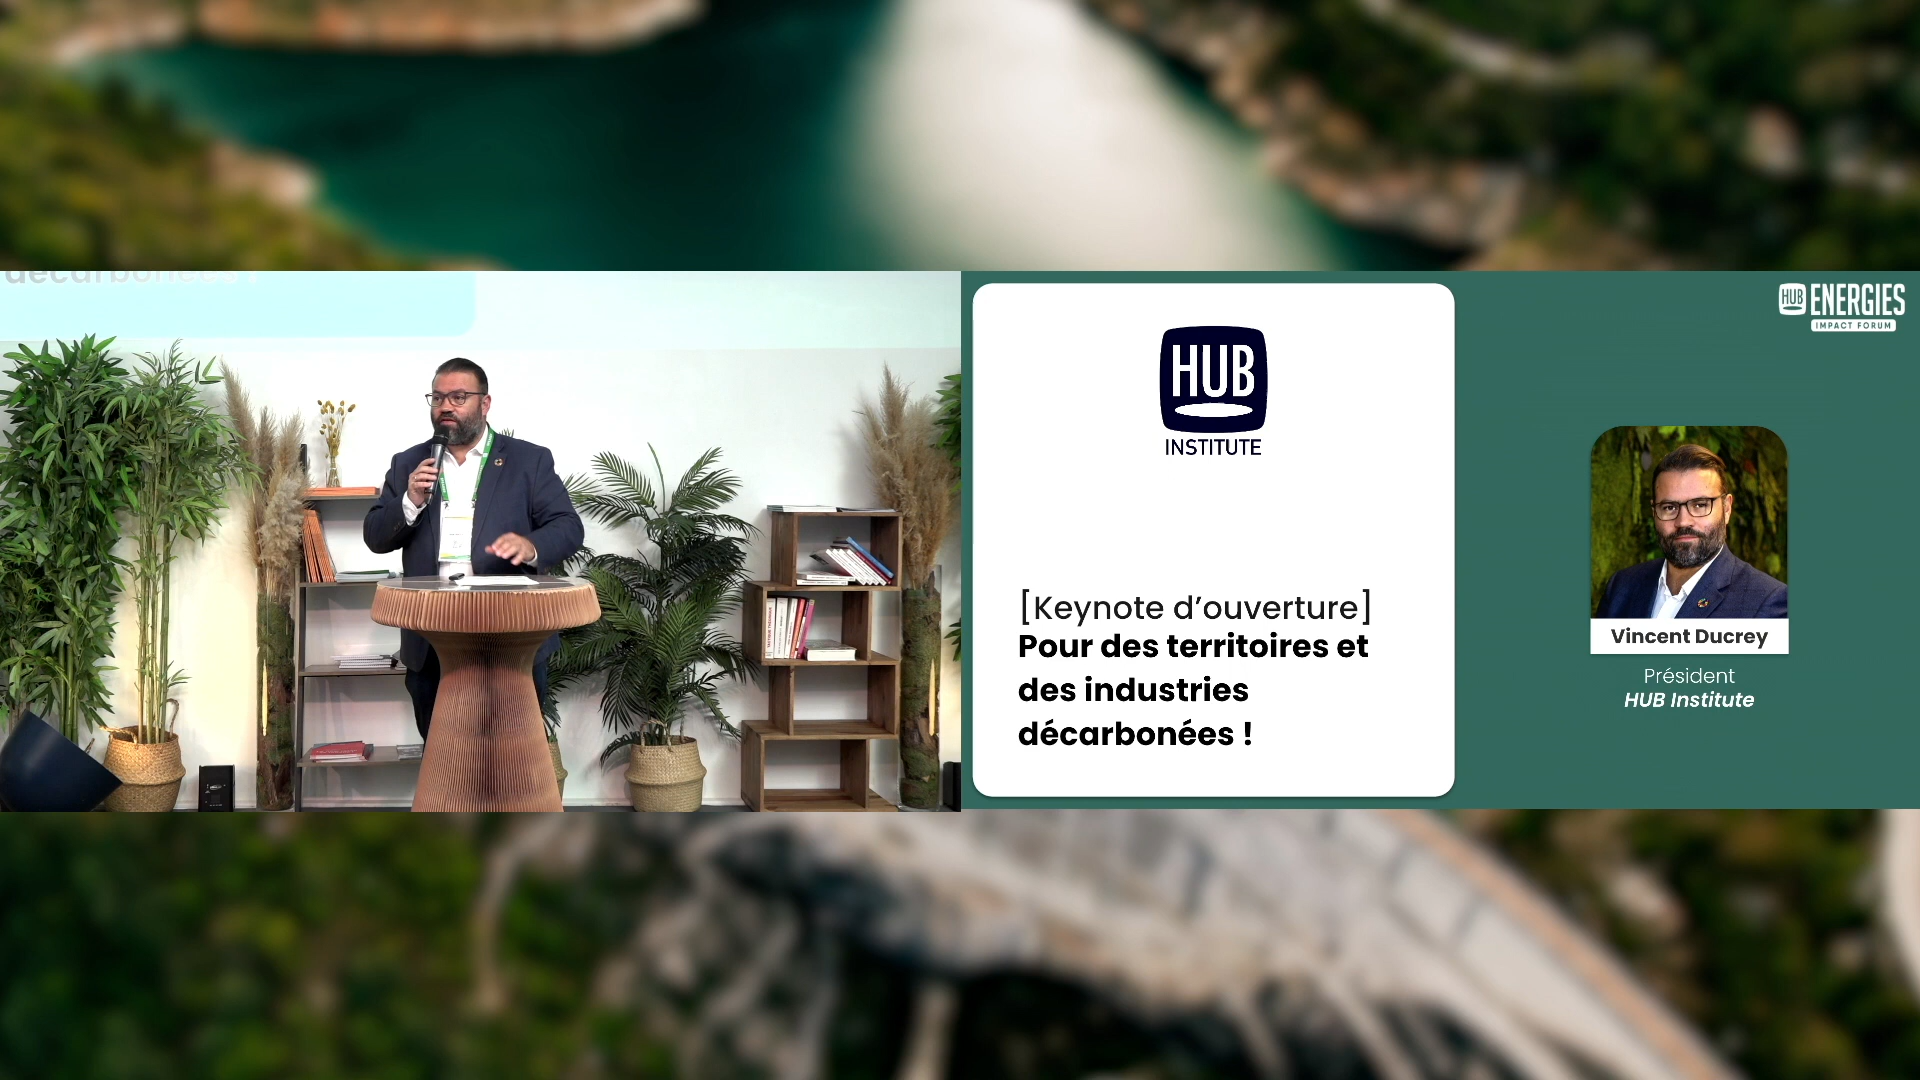 décarbonées !
HUB
INSTITUTE
[Keynote d’ouverture]
Pour des territoires et
des industries
décarbonées !
HUB ENERGIES
IMPACT FORUM
Vincent Ducrey
Président
HUB Institute